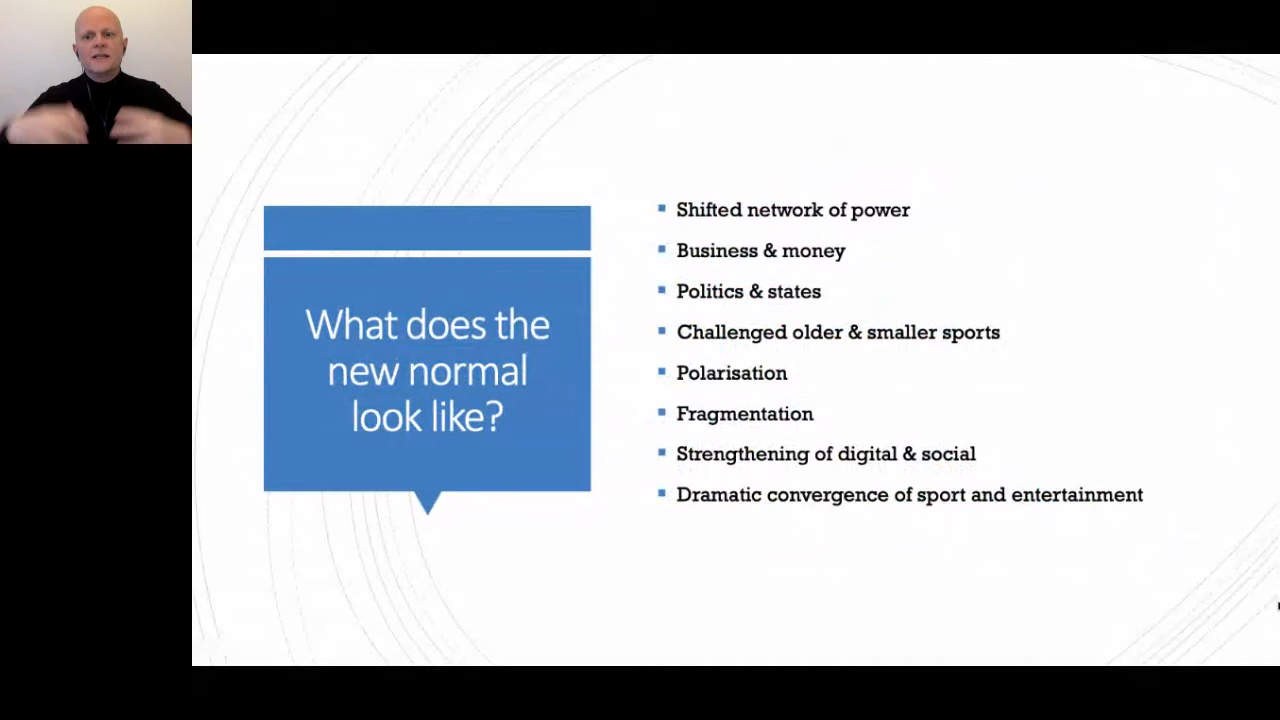 What does the
new normal
look like?
Shifted network of power
Business & money
Politics & states
Challenged older & smaller sports
Polarisation
Fragmentation
Strengthening of digital & social
Dramatic convergence of sport and entertainment